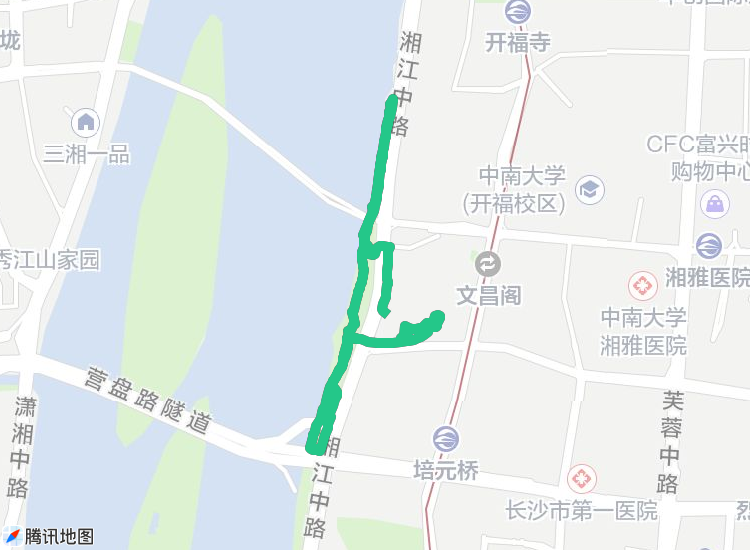 湘江中路
开福寺
垅
三湘一品
CFC富兴时
购物中心
中南大学
(开福校区)
湘雅医院
秀江山家园
文昌阁
中南大学
湘雅医院
营盘路隧道
潇湘中路
芙蓉中路
湘江中路
培元桥
长沙市第一医院
烈
腾讯地图